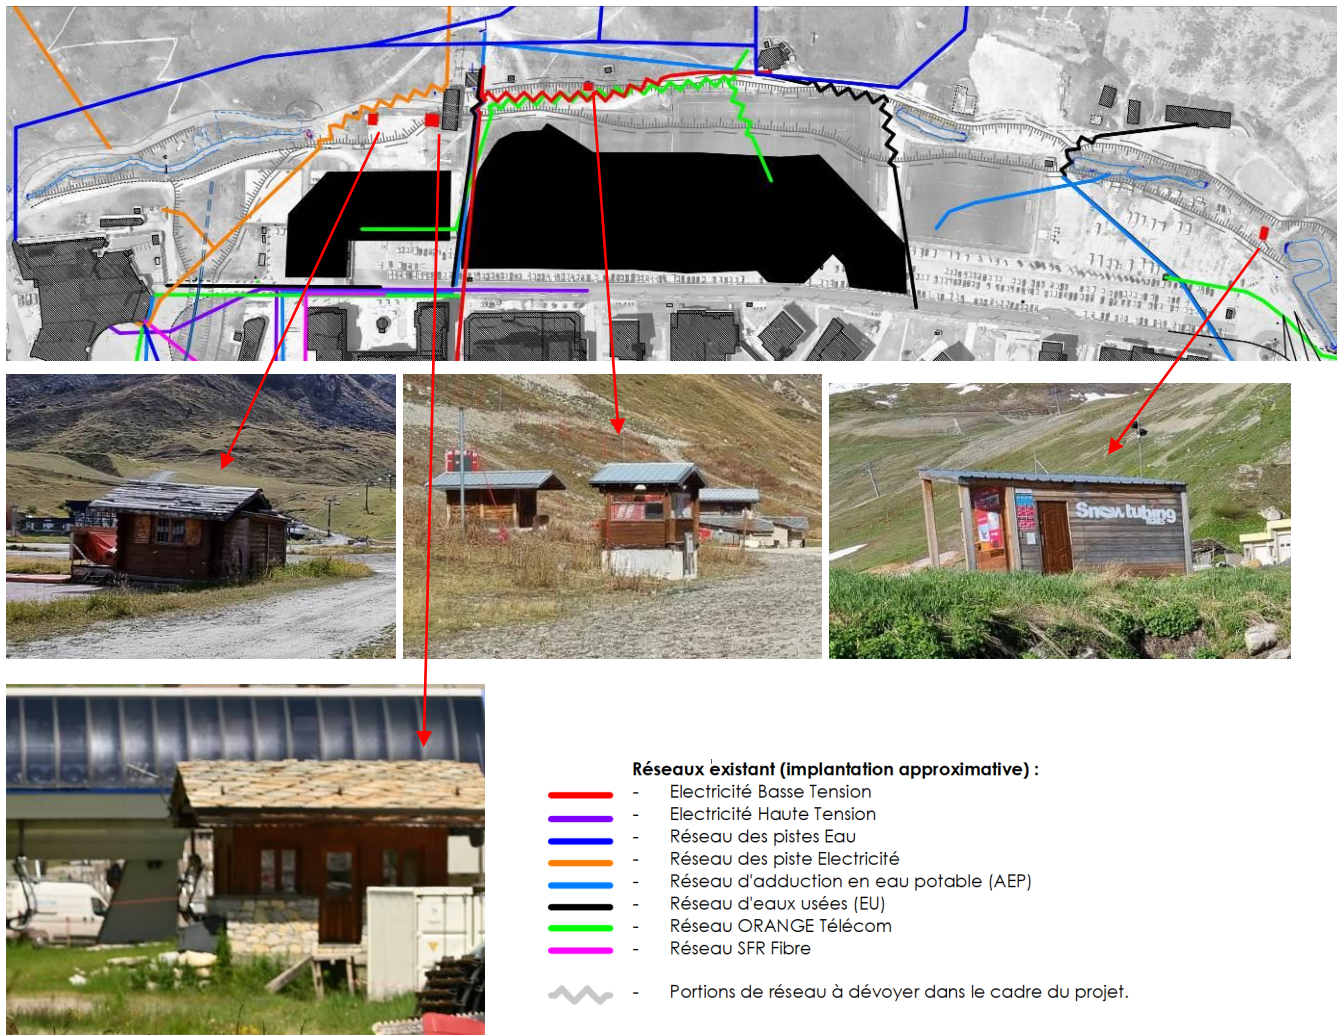 Snow tubing
Réseaux existant (implantation approximative) :
- Electricité Basse Tension
- Electricité Haute Tension
- Réseau des pistes Eau
- Réseau des piste Electricité
- Réseau d'adduction en eau potable (AEP)
- Réseau d'eaux usées (EU)
- Réseau ORANGE Télécom
- Réseau SFR Fibre
- Portions de réseau à dévoyer dans le cadre du projet.